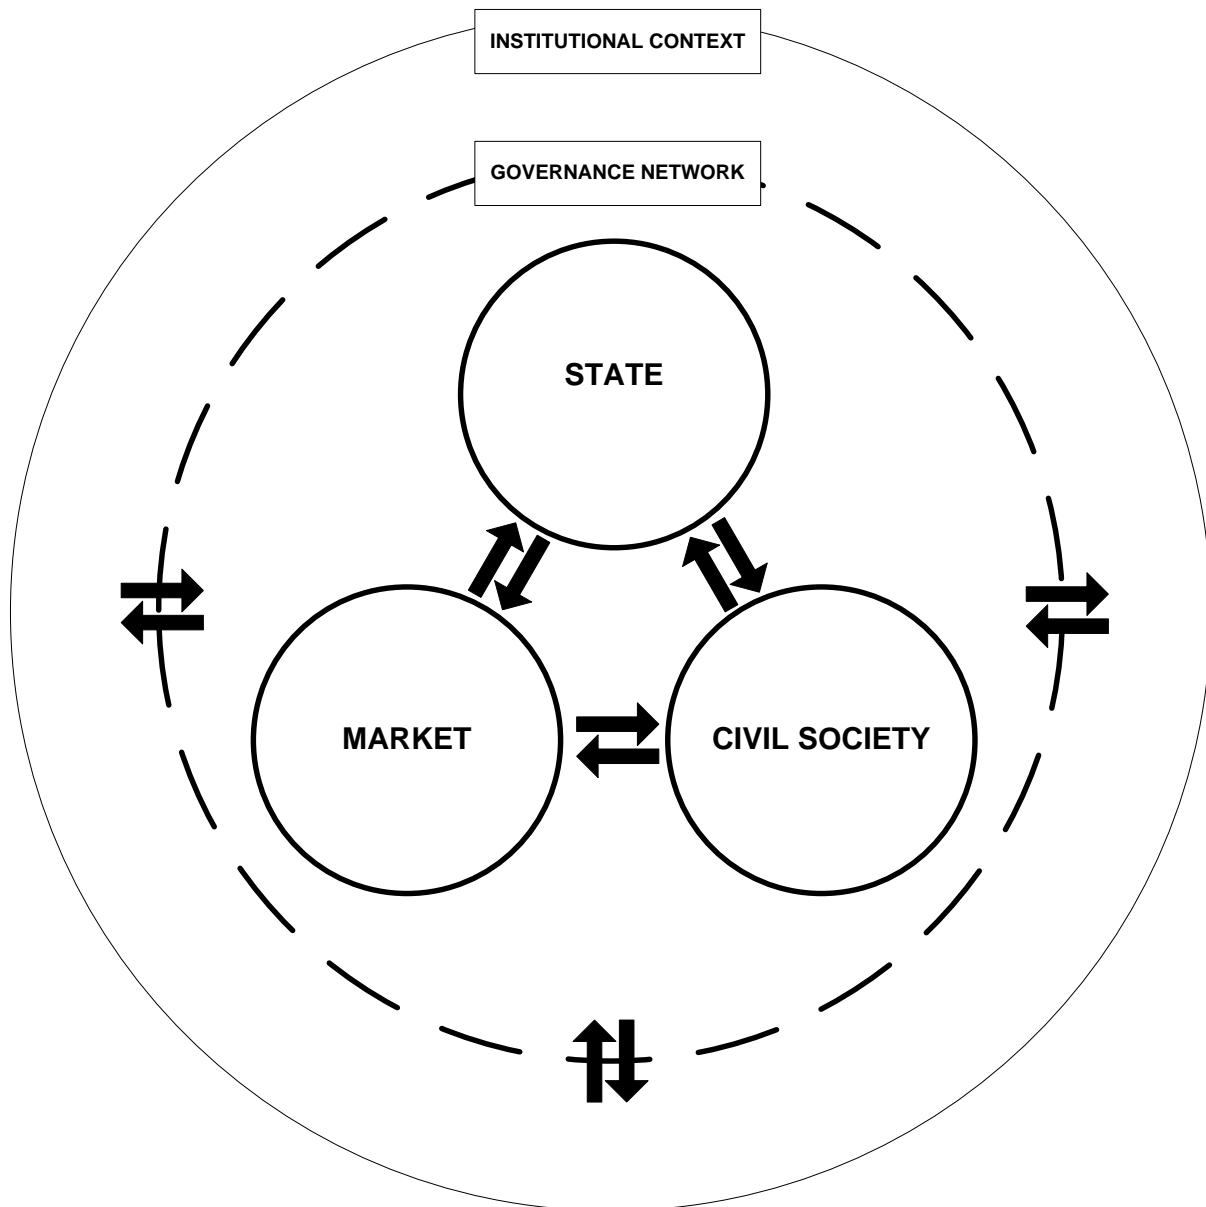 INSTITUTIONAL CONTEXT
GOVERNANCE NETWORK
STATE
MARKET
CIVIL SOCIETY